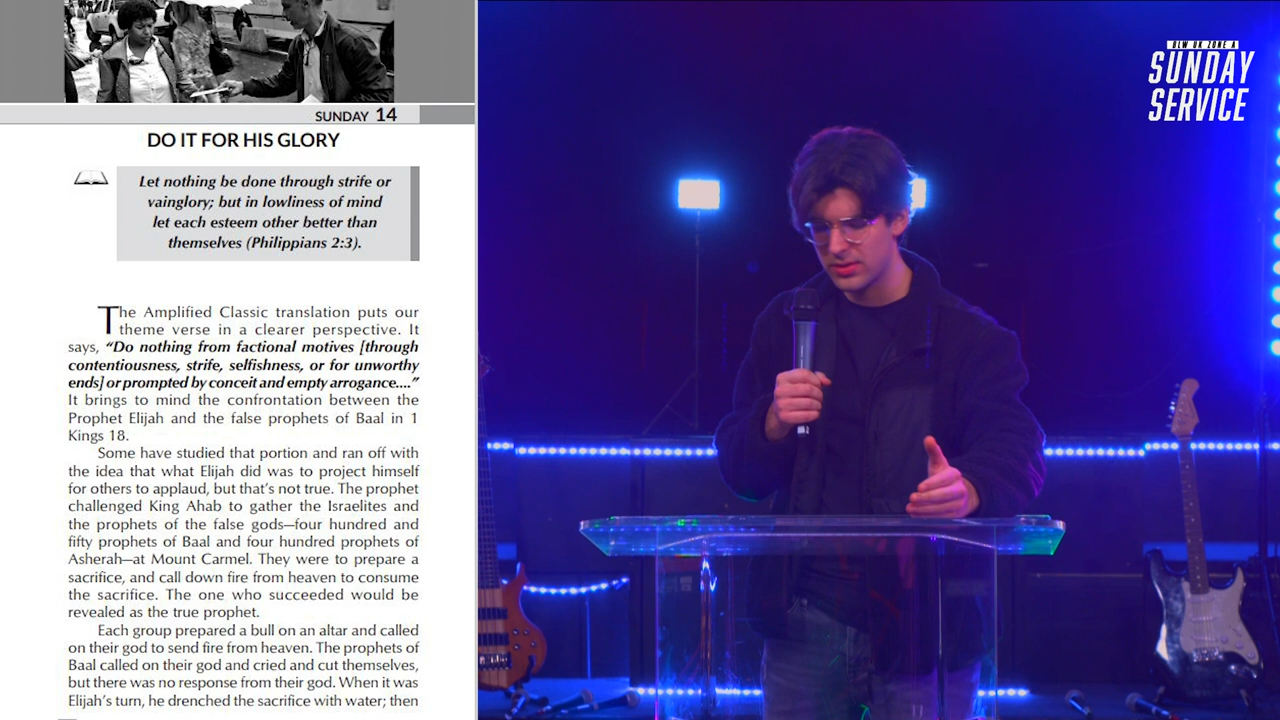 SUNDAY 14
DO IT FOR HIS GLORY
Let nothing be done through strife or
vainglory; but in lowliness of mind
let each esteem other better than
themselves (Philippians 2:3).
The Amplified Classic translation puts our
theme verse in a clearer perspective. It
says, “Do nothing from factional motives [through
contentiousness, strife, selfishness, or for unworthy
ends] or prompted by conceit and empty arrogance....”
It brings to mind the confrontation between the
Prophet Elijah and the false prophets of Baal in 1
Kings 18.
Some have studied that portion and ran off with
the idea that what Elijah did was to project himself
for others to applaud, but that’s not true. The prophet
challenged King Ahab to gather the Israelites and
the prophets of the false gods—four hundred and
fifty prophets of Baal and four hundred prophets of
Asherah—at Mount Carmel. They were to prepare a
sacrifice, and call down fire from heaven to consume
the sacrifice. The one who succeeded would be
revealed as the true prophet.
Each group prepared a bull on an altar and called
on their god to send fire from heaven. The prophets of
Baal called on their god and cried and cut themselves,
but there was no response from their god. When it was
Elijah’s turn, he drenched the sacrifice with water; then
BLW UK ZONE A
SUNDAY
SERVICE